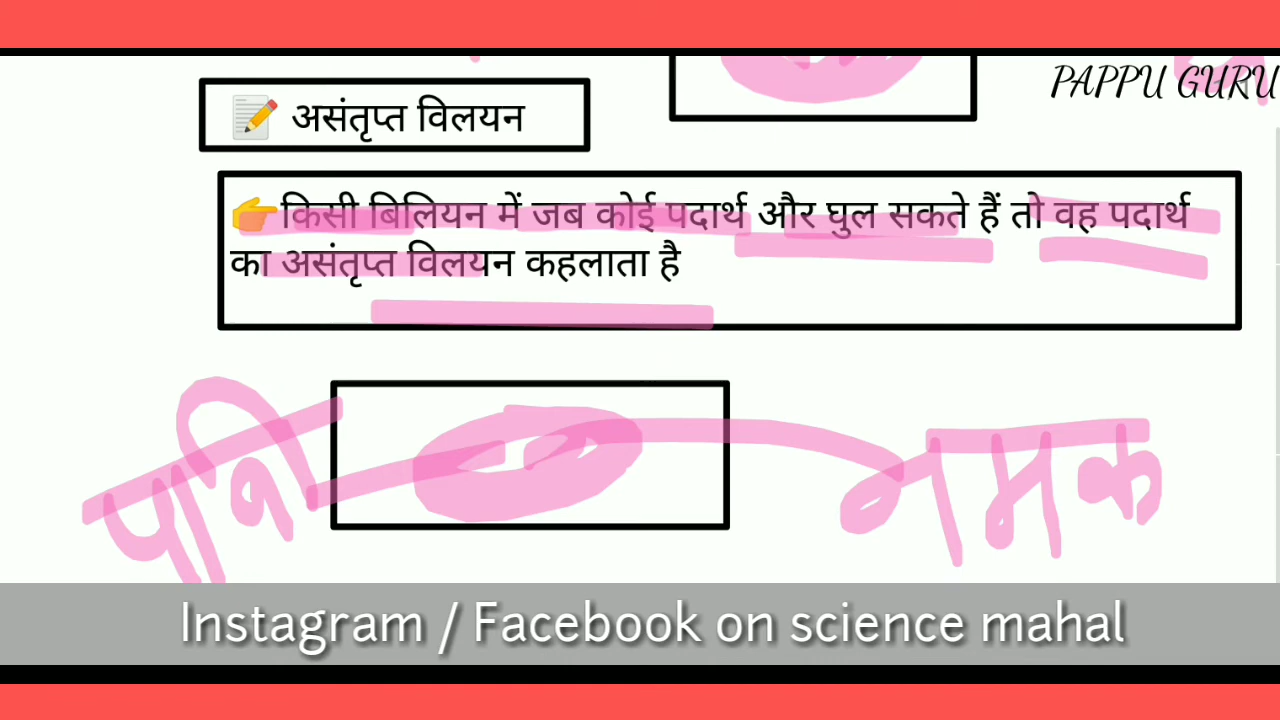 PAPPU GURU
📝 असंतृप्त विलयन
👉किसी बिलियन में जब कोई पदार्थ और घुल सकते हैं तो वह पदार्थ
का असंतृप्त विलयन कहलाता है
पानी
नमक
Instagram / Facebook on science mahal